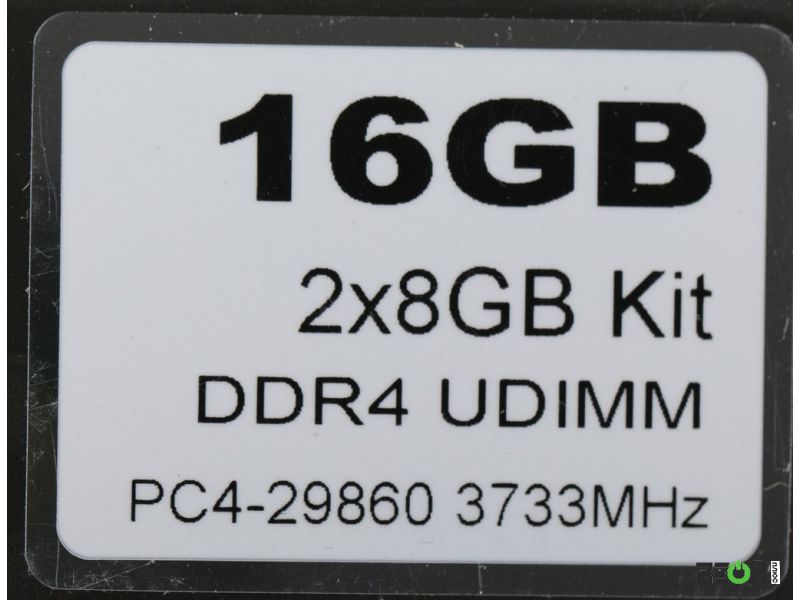 16GB
2x8GB Kit
DDR4 UDIMM
PC4-29860 3733MHz